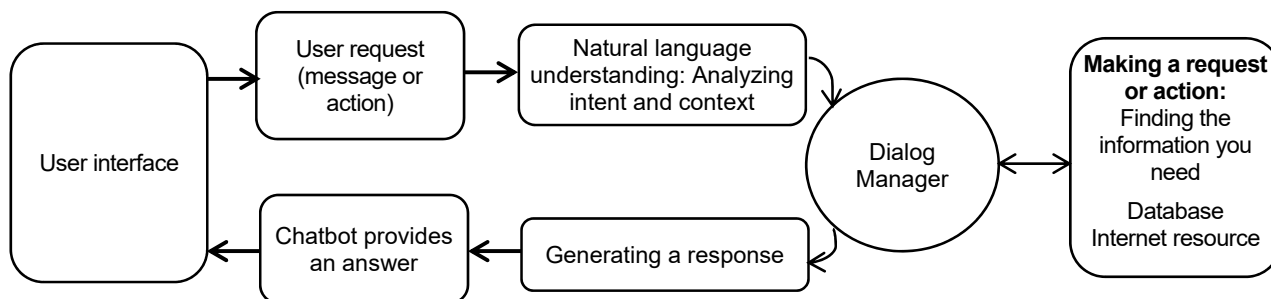 User interface
User request
(message or
action)
Natural language
understanding: Analyzing
intent and context
Dialog
Manager
Making a request
or action:
Finding the
information you
need
Database
Internet resource
Generating a response
Chatbot provides
an answer